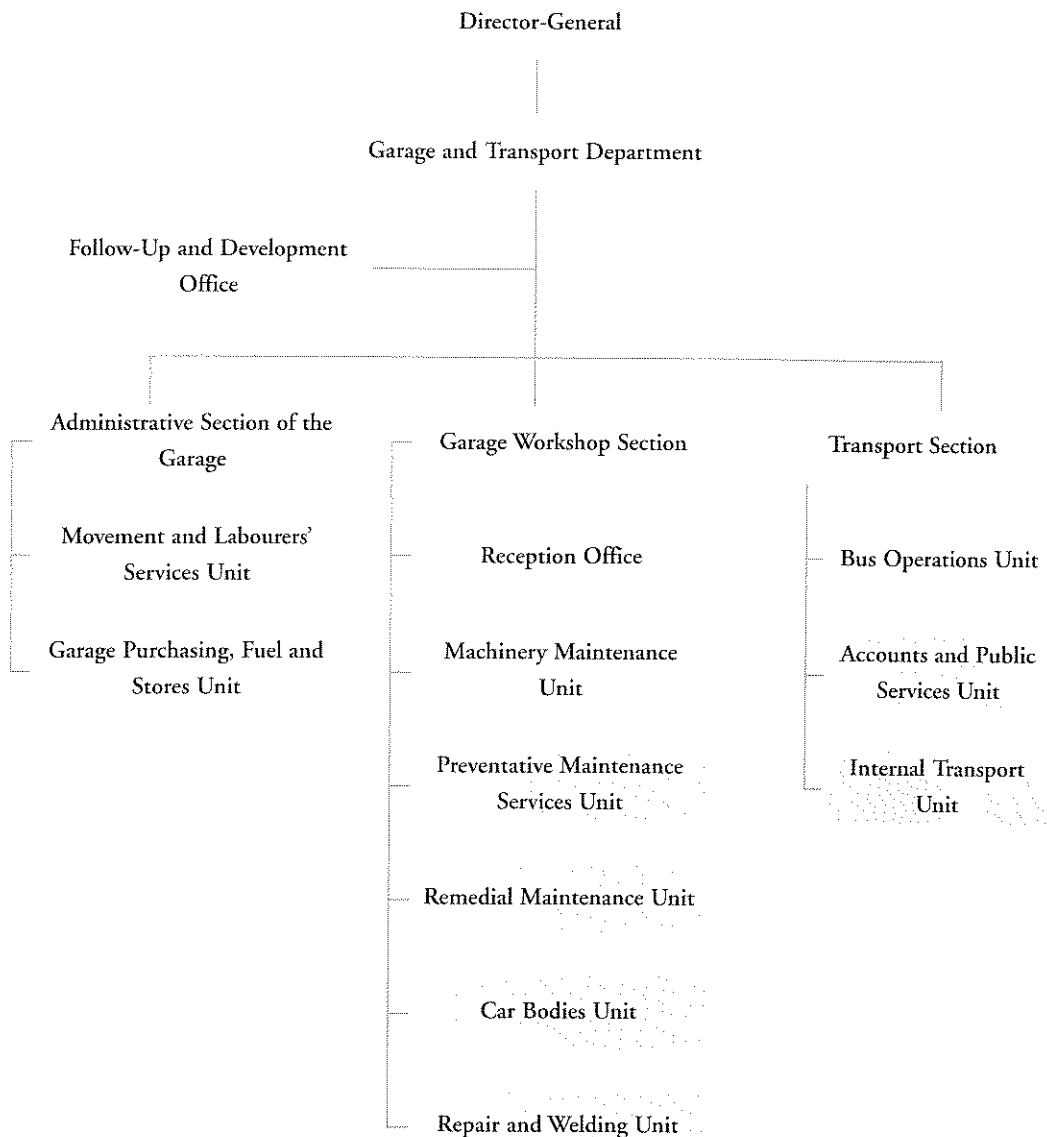 Director-General
Garage and Transport Department
Follow-Up and Development
Office
Administrative Section of the
Garage
Movement and Labourers'
Services Unit
Garage Purchasing, Fuel and
Stores Unit
Garage Workshop Section
Reception Office
Machinery Maintenance
Unit
Preventative Maintenance
Services Unit
Remedial Maintenance Unit
Car Bodies Unit
Repair and Welding Unit
Transport Section
Bus Operations Unit
Accounts and Public
Services Unit
Internal Transport
Unit